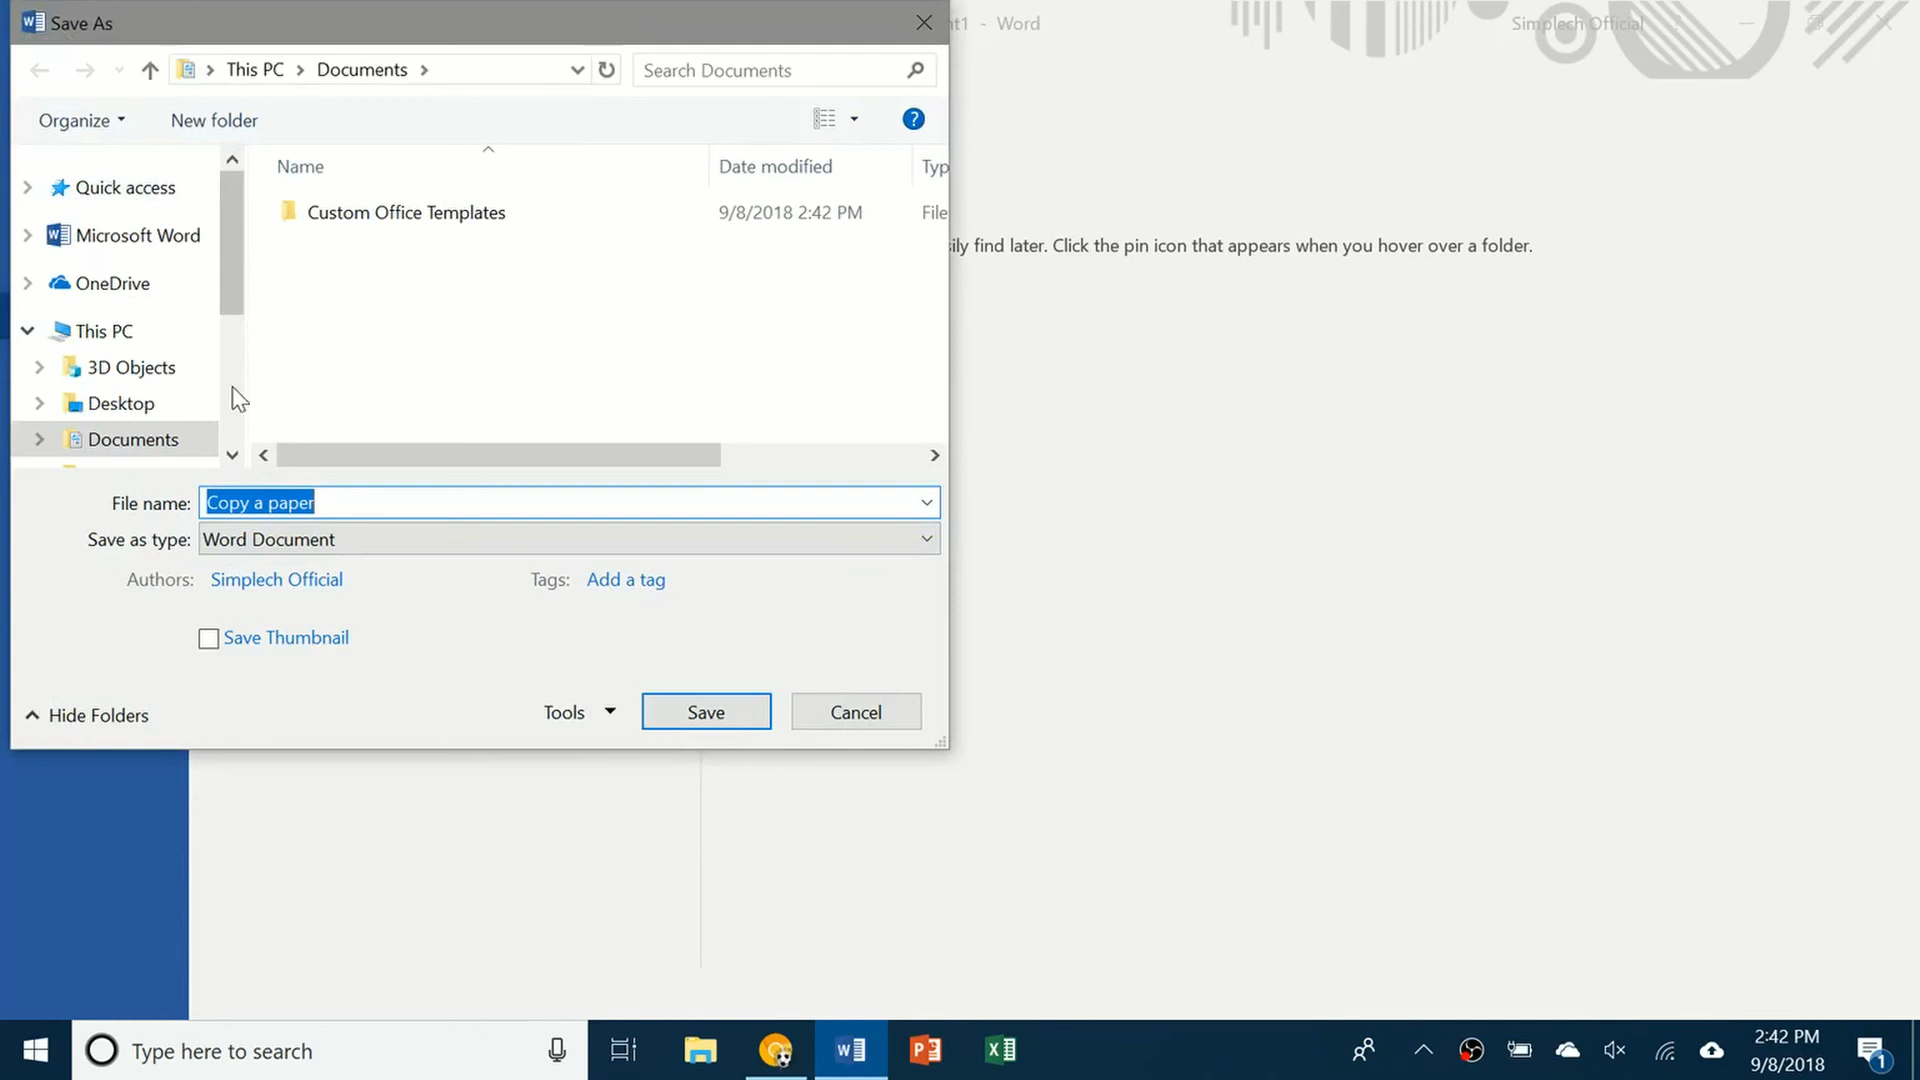 Save As
nt1 - Word
Simplech Official
This PC
Documents
Search Documents
Organize
New folder
?
Name
Date modified
Typ
Quick access
Custom Office Templates
9/8/2018 2:42 PM
File
Microsoft Word
ily find later. Click the pin icon that appears when you hover over a folder.
OneDrive
This PC
3D Objects
Desktop
Documents
File name:
Copy a paper
Save as type:
Word Document
Authors:
Simplech Official
Tags:
Add a tag
Save Thumbnail
Hide Folders
Tools
Save
Cancel
Type here to search
2:42 PM
9/8/2018
1